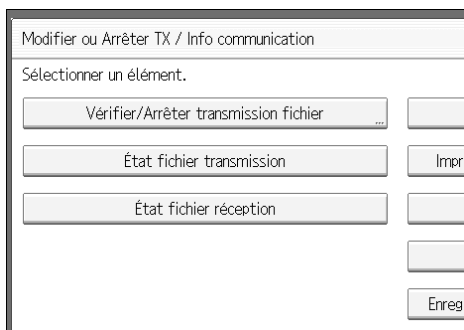 Modifier ou Arrêter TX / Info communication
Sélectionner un élément.
Vérifier/Arrêter transmission fichier
...
État fichier transmission
Impr
État fichier réception
Enreg